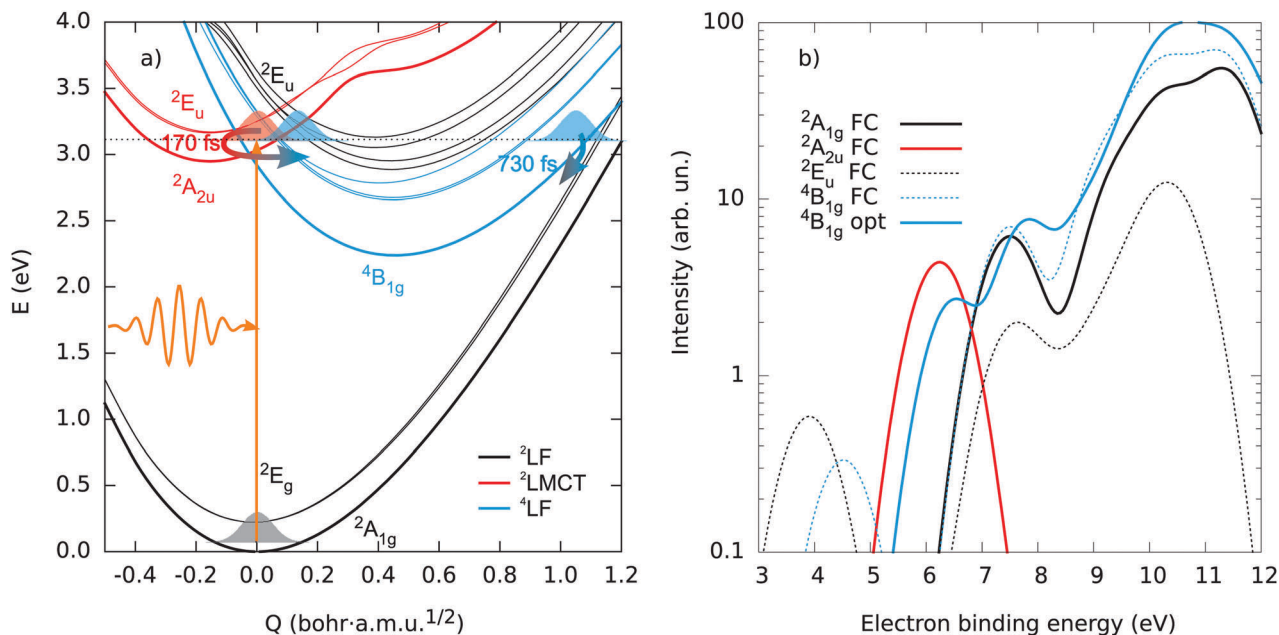 a)
E (eV)
4.0
3.5
3.0
2.5
2.0
1.5
1.0
0.5
0.0
²Eᵤ
²Eᵤ
170 fs
730 fs
²A₂ᵤ
⁴B₁g
²Eg
²A₁g
²LF
²LMCT
⁴LF
-0.4 -0.2 0.0 0.2 0.4 0.6 0.8 1.0 1.2
Q (bohr·a.m.u.¹/²)
b)
Intensity (arb. un.)
100
10
1
0.1
²A₁g FC
²A₂ᵤ FC
²Eᵤ FC
⁴B₁g FC
⁴B₁g opt
3 4 5 6 7 8 9 10 11 12
Electron binding energy (eV)